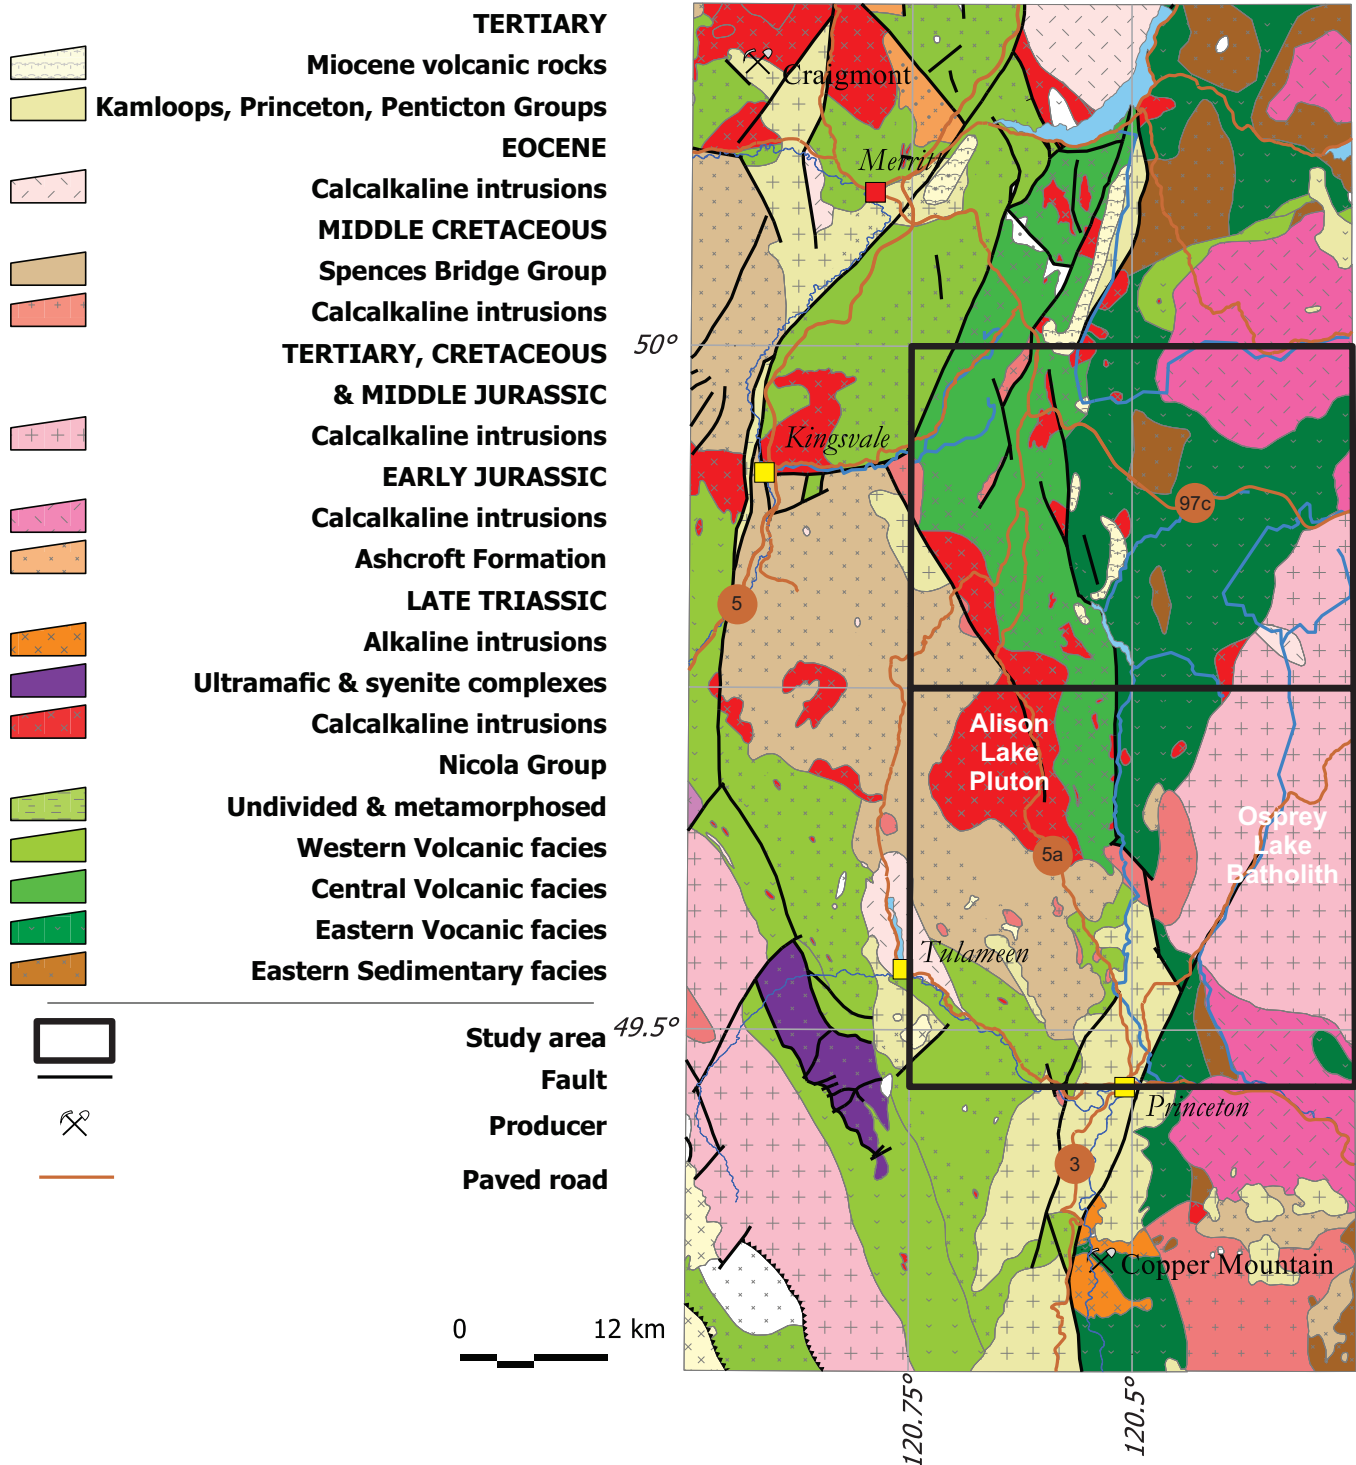 TERTIARY
Miocene volcanic rocks
Kamloops, Princeton, Penticton Groups
EOCENE
Calcalkaline intrusions
MIDDLE CRETACEOUS
Spences Bridge Group
Calcalkaline intrusions
TERTIARY, CRETACEOUS
& MIDDLE JURASSIC
Calcalkaline intrusions
EARLY JURASSIC
Calcalkaline intrusions
Ashcroft Formation
LATE TRIASSIC
Alkaline intrusions
Ultramafic & syenite complexes
Calcalkaline intrusions
Nicola Group
Undivided & metamorphosed
Western Volcanic facies
Central Volcanic facies
Eastern Vocanic facies
Eastern Sedimentary facies
Study area
Fault
Producer
Paved road
0 12 km
Craigmont
Merritt
50°
Kingsvale
97c
5
Alison
Lake
Pluton
Osprey
Lake
Batholith
5a
Tulameen
49.5°
Princeton
3
Copper Mountain
120.75°
120.5°